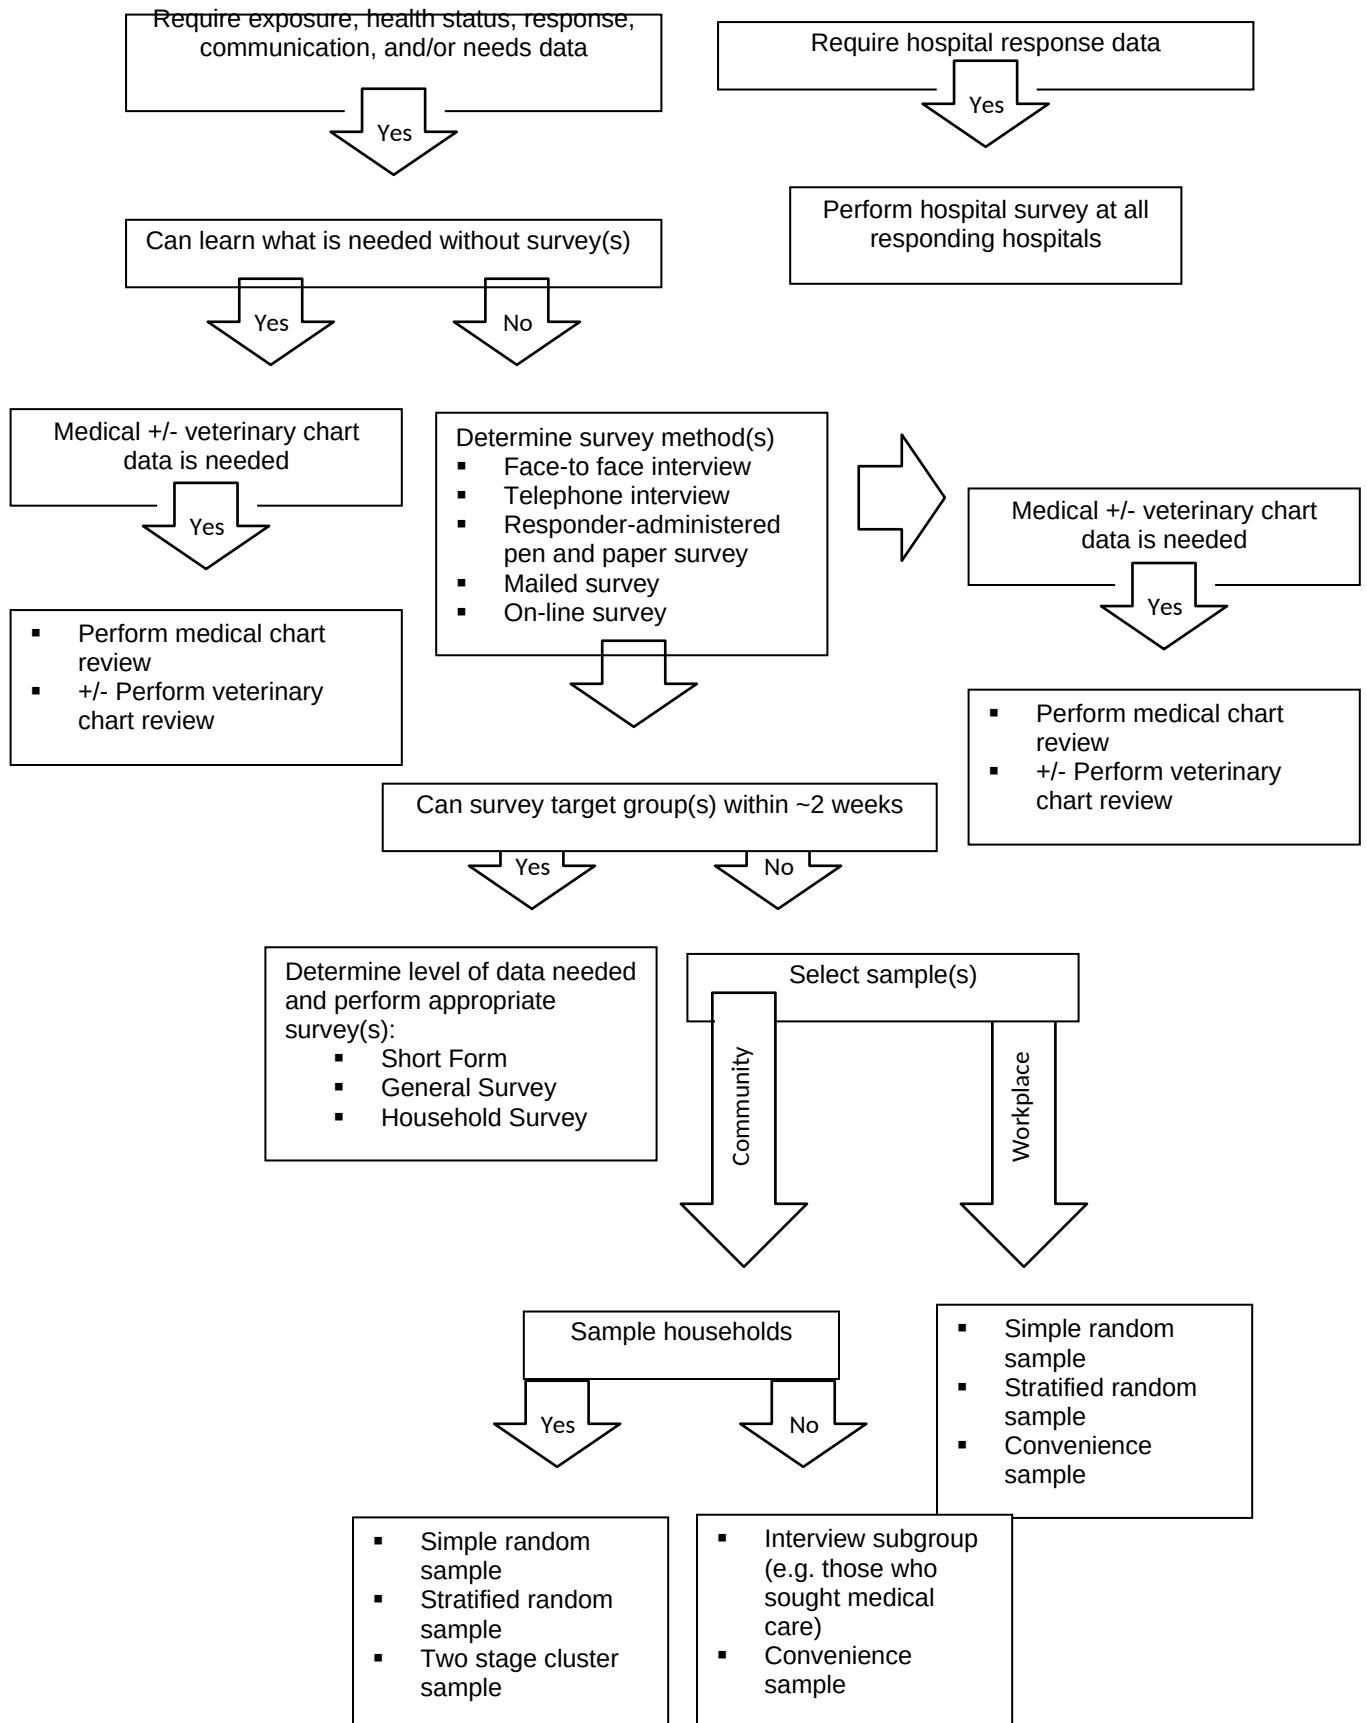 Require exposure, health status, response,
communication, and/or needs data
Yes
Require hospital response data
Yes
Perform hospital survey at all
responding hospitals
Can learn what is needed without survey(s)
Yes
No
Medical +/- veterinary chart
data is needed
Yes
▪ Perform medical chart
review
▪ +/- Perform veterinary
chart review
Determine survey method(s)
▪ Face-to face interview
▪ Telephone interview
▪ Responder-administered
pen and paper survey
▪ Mailed survey
▪ On-line survey
Medical +/- veterinary chart
data is needed
Yes
▪ Perform medical chart
review
▪ +/- Perform veterinary
chart review
Can survey target group(s) within ~2 weeks
Yes
No
Determine level of data needed
and perform appropriate
survey(s):
▪ Short Form
▪ General Survey
▪ Household Survey
Select sample(s)
Community
Workplace
Sample households
Yes
No
▪ Simple random
sample
▪ Stratified random
sample
▪ Convenience
sample
▪ Simple random
sample
▪ Stratified random
sample
▪ Two stage cluster
sample
▪ Interview subgroup
(e.g. those who
sought medical
care)
▪ Convenience
sample